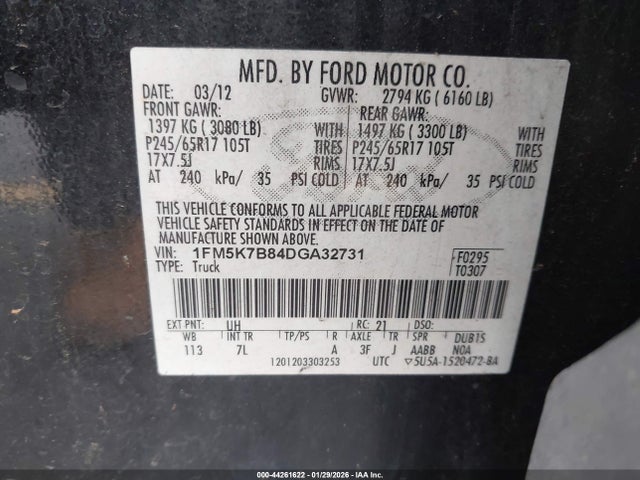 MFD. BY FORD MOTOR CO.
DATE: 03/12 GVWR: 2794 KG ( 6160 LB)
FRONT GAWR: REAR GAWR:
1397 KG ( 3080 LB) WITH 1497 KG ( 3300 LB) WITH
P245/65R17 105T TIRES P245/65R17 105T TIRES
17X7.5J RIMS 17X7.5J RIMS
AT 240 kPa/ 35 PSI COLD AT 240 kPa/ 35 PSI COLD
THIS VEHICLE CONFORMS TO ALL APPLICABLE FEDERAL MOTOR
VEHICLE SAFETY STANDARDS IN EFFECT ON THE DATE OF
MANUFACTURE SHOWN ABOVE.
VIN: 1FM5K7B84DGA32731 F0295
TYPE: Truck T0307
EXT PNT: UH RC: 21 DSO:
WB INT TR TP/PS R AXLE TR SPR DUB1S
113 7L A 3F J AABB N0A
1201203303253 UTC ▽5U5A-1520472-BA
000-44261622 - 01/29/2026 - IAA Inc.